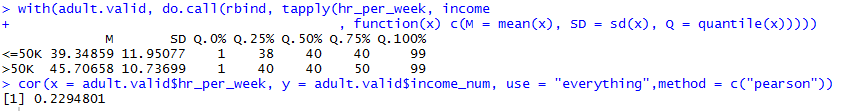 > with(adult.valid, do.call(rbind, tapply(hr_per_week, income
+                                         , function(x) c(M = mean(x), SD = sd(x), Q = quantile(x)))))
             M       SD Q.0% Q.25% Q.50% Q.75% Q.100%
<=50K 39.34859 11.95077    1    38    40    40     99
>50K  45.70658 10.73699    1    40    40    50     99
> cor(x = adult.valid$hr_per_week, y = adult.valid$income_num, use = "everything",method = c("pearson"))
[1] 0.2294801